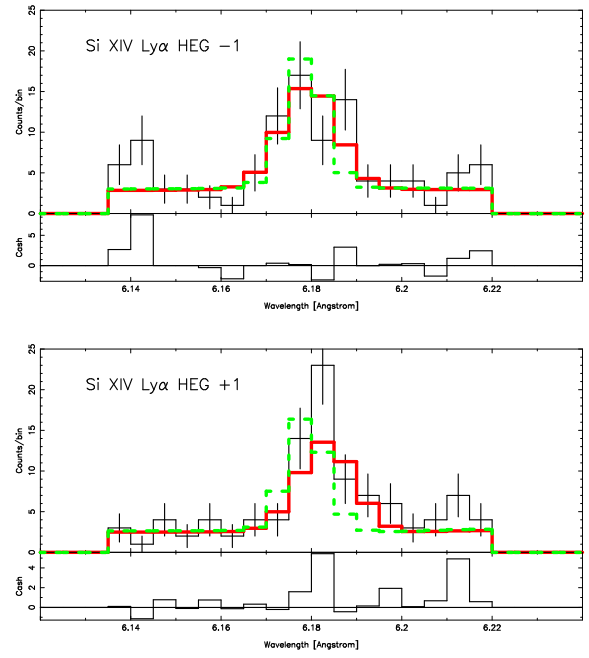 25
Si XIV Lyα HEG −1
20
15
Counts/bin
10
5
0
5
Cash
0
6.14 6.16 6.18 6.2 6.22
Wavelength [Angstrom]
25
Si XIV Lyα HEG +1
20
15
Counts/bin
10
5
0
4
Cash
2
0
6.14 6.16 6.18 6.2 6.22
Wavelength [Angstrom]